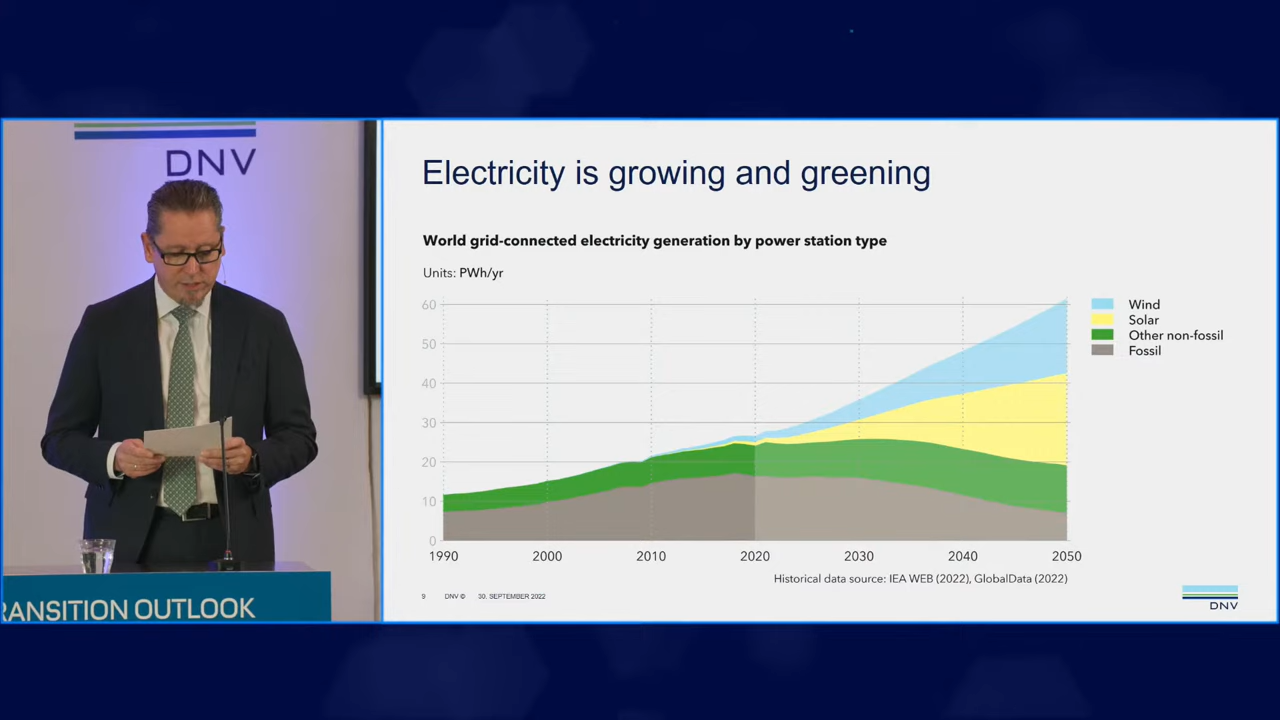 DNV
RANSITION OUTLOOK
Electricity is growing and greening
World grid-connected electricity generation by power station type
Units: PWh/yr
60
50
40
30
20
10
0
1990 2000 2010 2020 2030 2040 2050
Wind
Solar
Other non-fossil
Fossil
Historical data source: IEA WEB (2022), GlobalData (2022)
9 DNV © 30. SEPTEMBER 2022
DNV